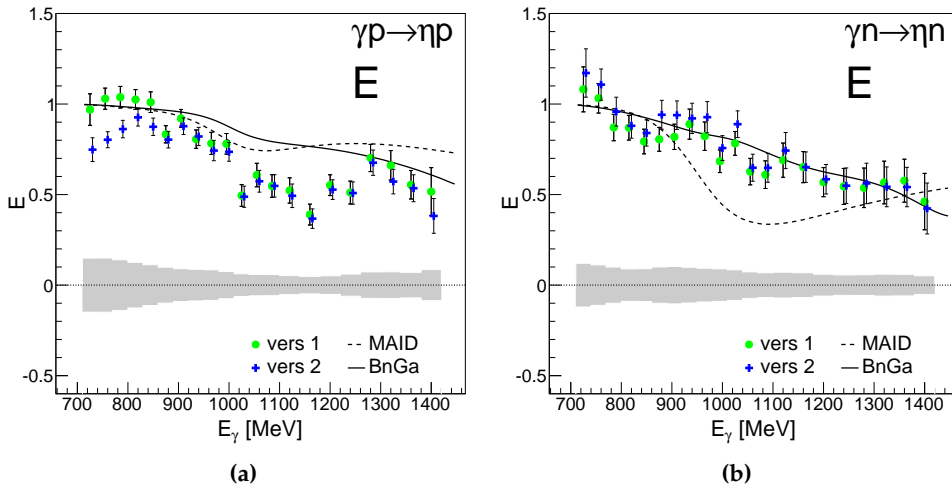 γp→ηp
E
1.5
1
0.5
0
-0.5
E
vers 1
MAID
vers 2
BnGa
700 800 900 1000 1100 1200 1300 1400
E_γ [MeV]
(a)
γn→ηn
E
1.5
1
0.5
0
-0.5
E
vers 1
MAID
vers 2
BnGa
700 800 900 1000 1100 1200 1300 1400
E_γ [MeV]
(b)